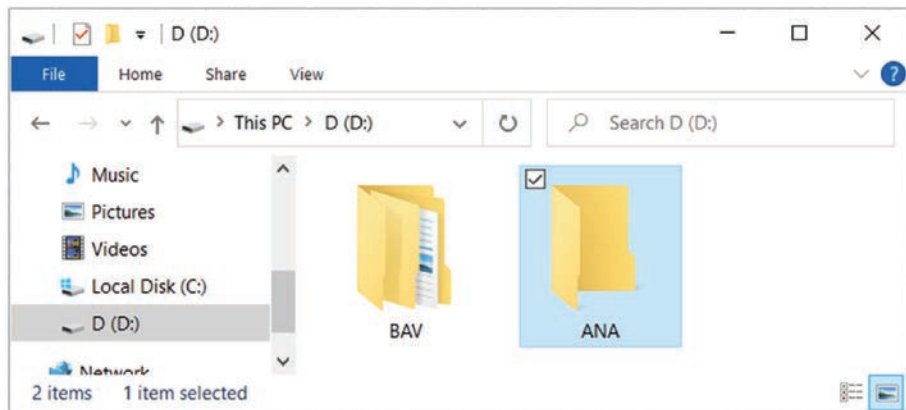 D (D:)
File Home Share View
?
This PC > D (D:) Search D (D:)
Music
Pictures
Videos
Local Disk (C:)
D (D:)
Network
BAV
ANA
2 items 1 item selected